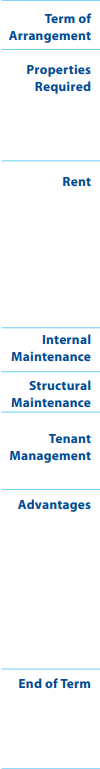 Term of
Arrangement
Properties
Required
Rent
Internal
Maintenance
Structural
Maintenance
Tenant
Management
Advantages
End of Term